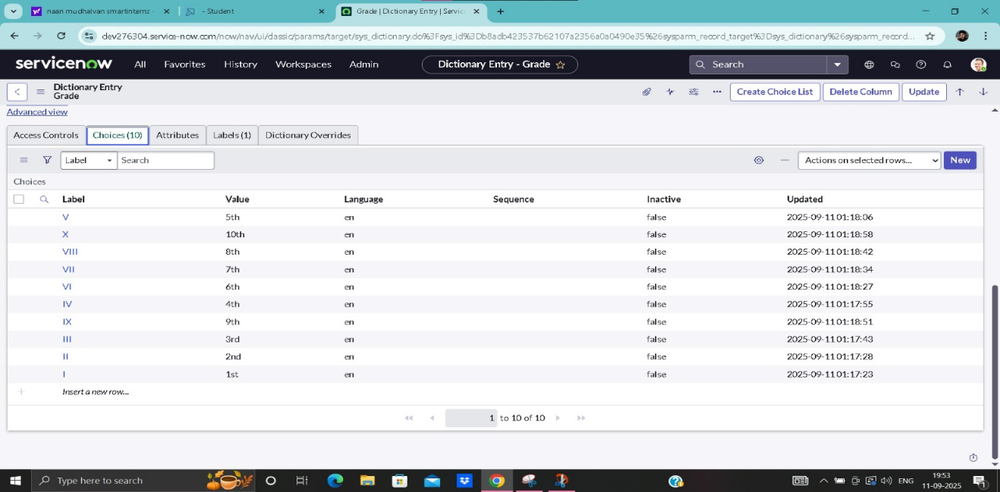 naan mudhalvan smartinternz -
- Student
Grade | Dictionary Entry | Servic
dev276304.service-now.com/now/nav/ui/classic/params/target/sys_dictionary.do%3Fsys_id%3Db8adb423537b62107a2356a0a0490e35%26sysparm_record_target%3Dsys_dictionary%26sysparm_record...
servicenow All Favorites History Workspaces Admin Dictionary Entry - Grade Search
Dictionary Entry
Grade
Create Choice List Delete Column Update
Advanced view
Access Controls Choices (10) Attributes Labels (1) Dictionary Overrides
Label Search Actions on selected rows... New
Choices
Label Value Language Sequence Inactive Updated
V 5th en false 2025-09-11 01:18:06
X 10th en false 2025-09-11 01:18:58
VIII 8th en false 2025-09-11 01:18:42
VII 7th en false 2025-09-11 01:18:34
VI 6th en false 2025-09-11 01:18:27
IV 4th en false 2025-09-11 01:17:55
IX 9th en false 2025-09-11 01:18:51
III 3rd en false 2025-09-11 01:17:43
II 2nd en false 2025-09-11 01:17:28
I 1st en false 2025-09-11 01:17:23
Insert a new row...
1 to 10 of 10
Type here to search
ENG
19:53
11-09-2025
1